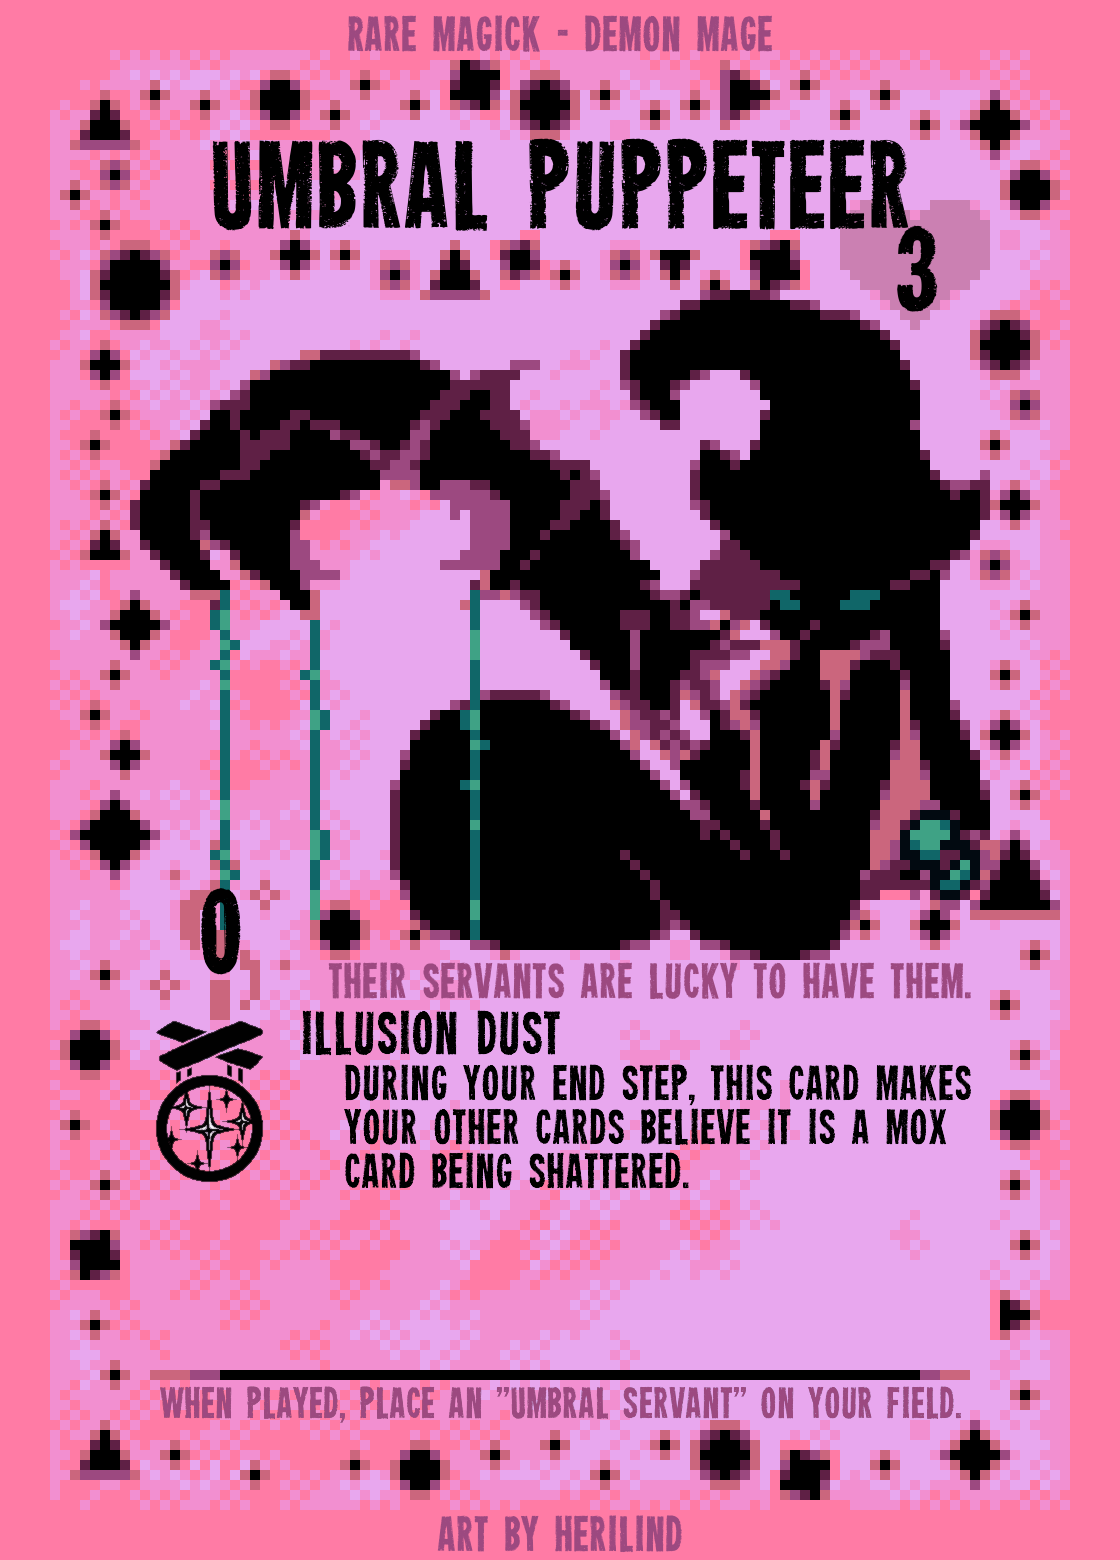 RARE MAGICK - DEMON MAGE
UMBRAL PUPPETEER
3
0
THEIR SERVANTS ARE LUCKY TO HAVE THEM.
ILLUSION DUST
DURING YOUR END STEP, THIS CARD MAKES
YOUR OTHER CARDS BELIEVE IT IS A MOX
CARD BEING SHATTERED.
WHEN PLAYED, PLACE AN "UMBRAL SERVANT" ON YOUR FIELD.
ART BY HERILIND